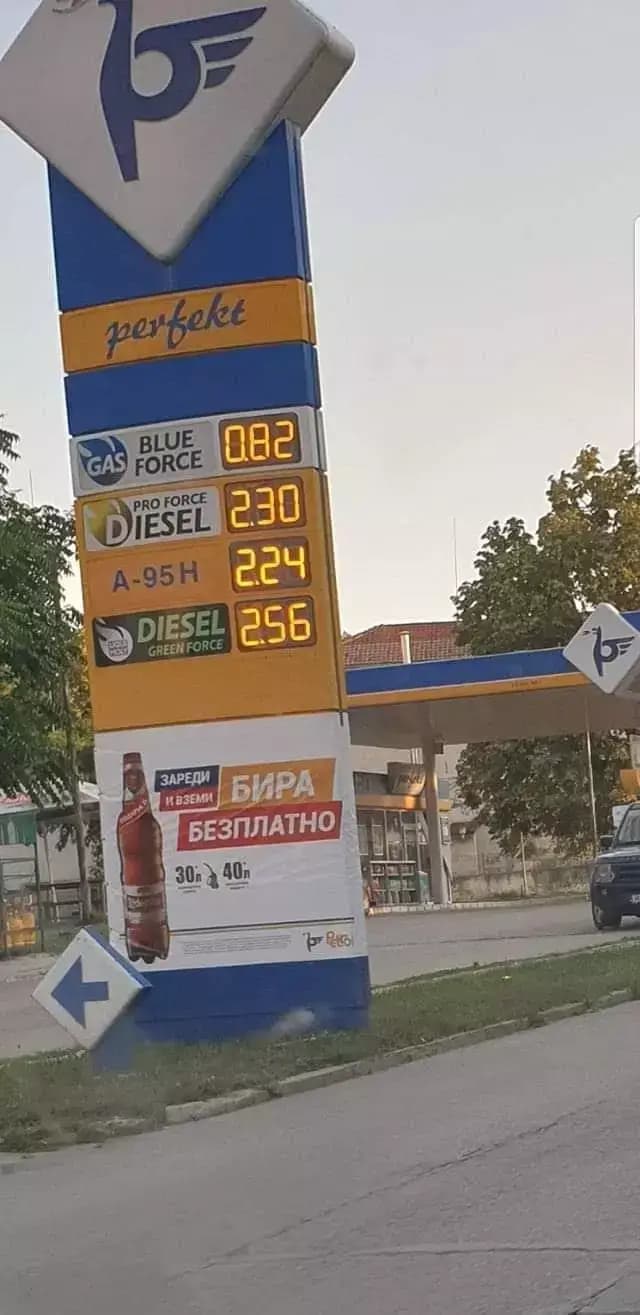 perfekt
GAS BLUE FORCE 0.82
PRO FORCE DIESEL 2.30
A-95H 2.24
DIESEL GREEN FORCE 2.56
ЗАРЕДИ И ВЗЕМИ
БИРА
БЕЗПЛАТНО
30л 40л